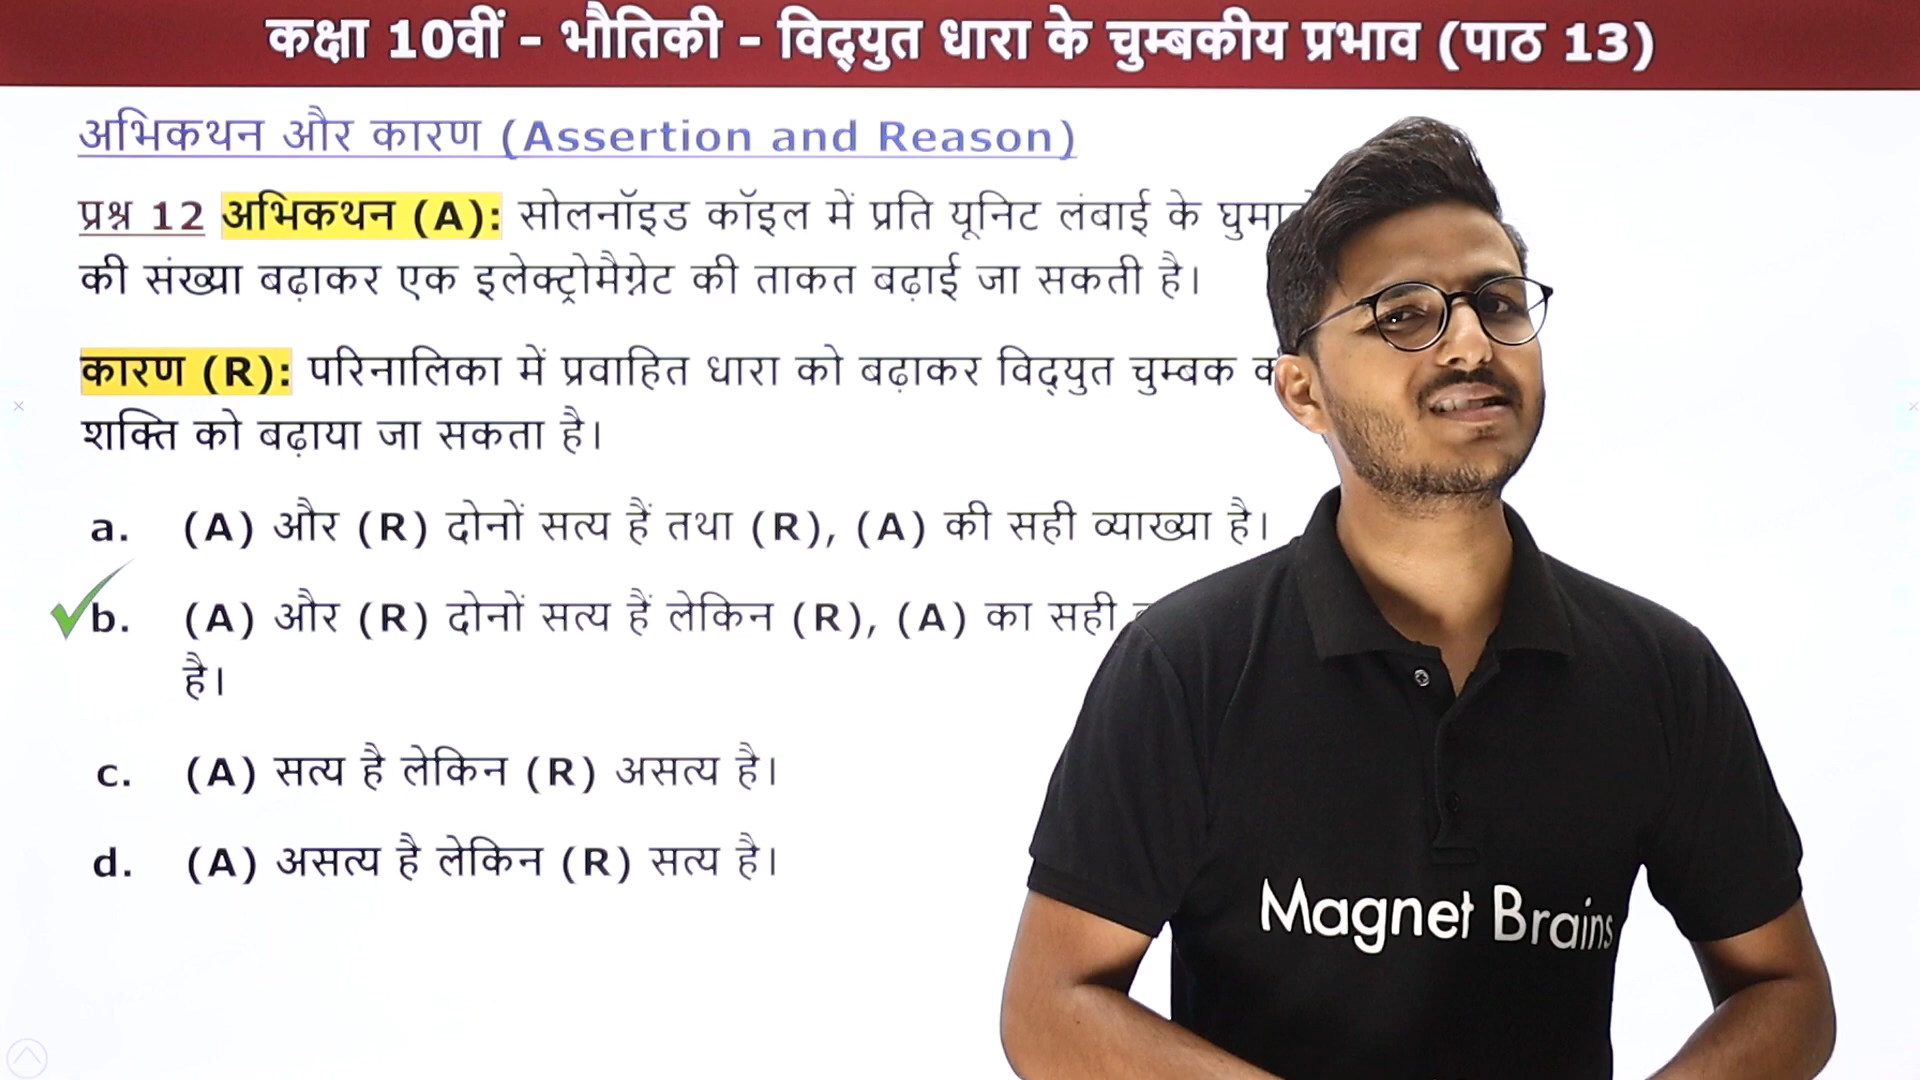 कक्षा 10वीं - भौतिकी - विद्युत धारा के चुम्बकीय प्रभाव (पाठ 13)
अभिकथन और कारण (Assertion and Reason)
प्रश्न 12 अभिकथन (A): सोलनॉइड कॉइल में प्रति यूनिट लंबाई के
की संख्या बढ़ाकर एक इलेक्ट्रोमैग्नेट की ताकत बढ़ाई जा सकती है।
कारण (R): परिनालिका में प्रवाहित धारा को बढ़ाकर विद्युत चुम्बक
शक्ति को बढ़ाया जा सकता है।
a. (A) और (R) दोनों सत्य हैं तथा (R), (A) की सही व्याख्या है।
b. (A) और (R) दोनों सत्य हैं लेकिन (R), (A) का सही
है।
c. (A) सत्य है लेकिन (R) असत्य है।
d. (A) असत्य है लेकिन (R) सत्य है।
Magnet Brains